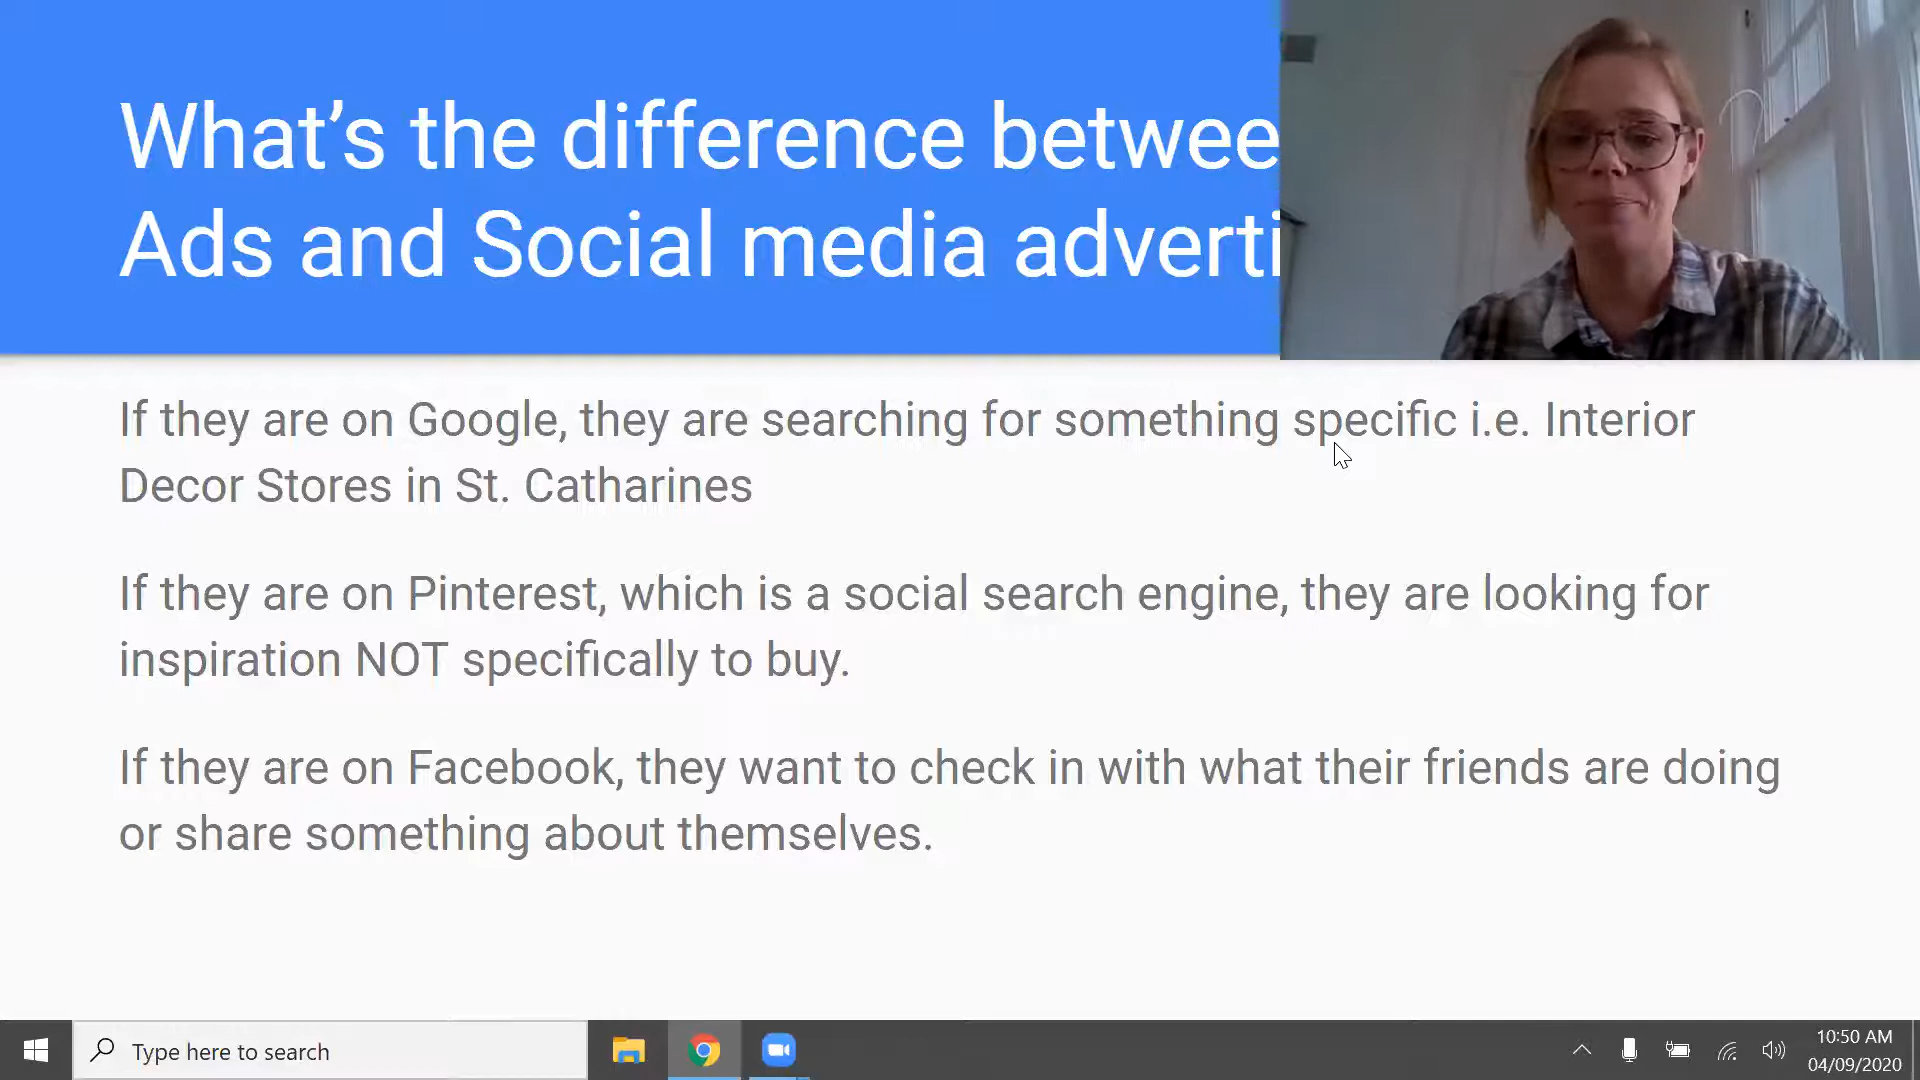 What’s the difference betwee
Ads and Social media adverti
If they are on Google, they are searching for something specific i.e. Interior
Decor Stores in St. Catharines
If they are on Pinterest, which is a social search engine, they are looking for
inspiration NOT specifically to buy.
If they are on Facebook, they want to check in with what their friends are doing
or share something about themselves.
Type here to search
10:50 AM
04/09/2020